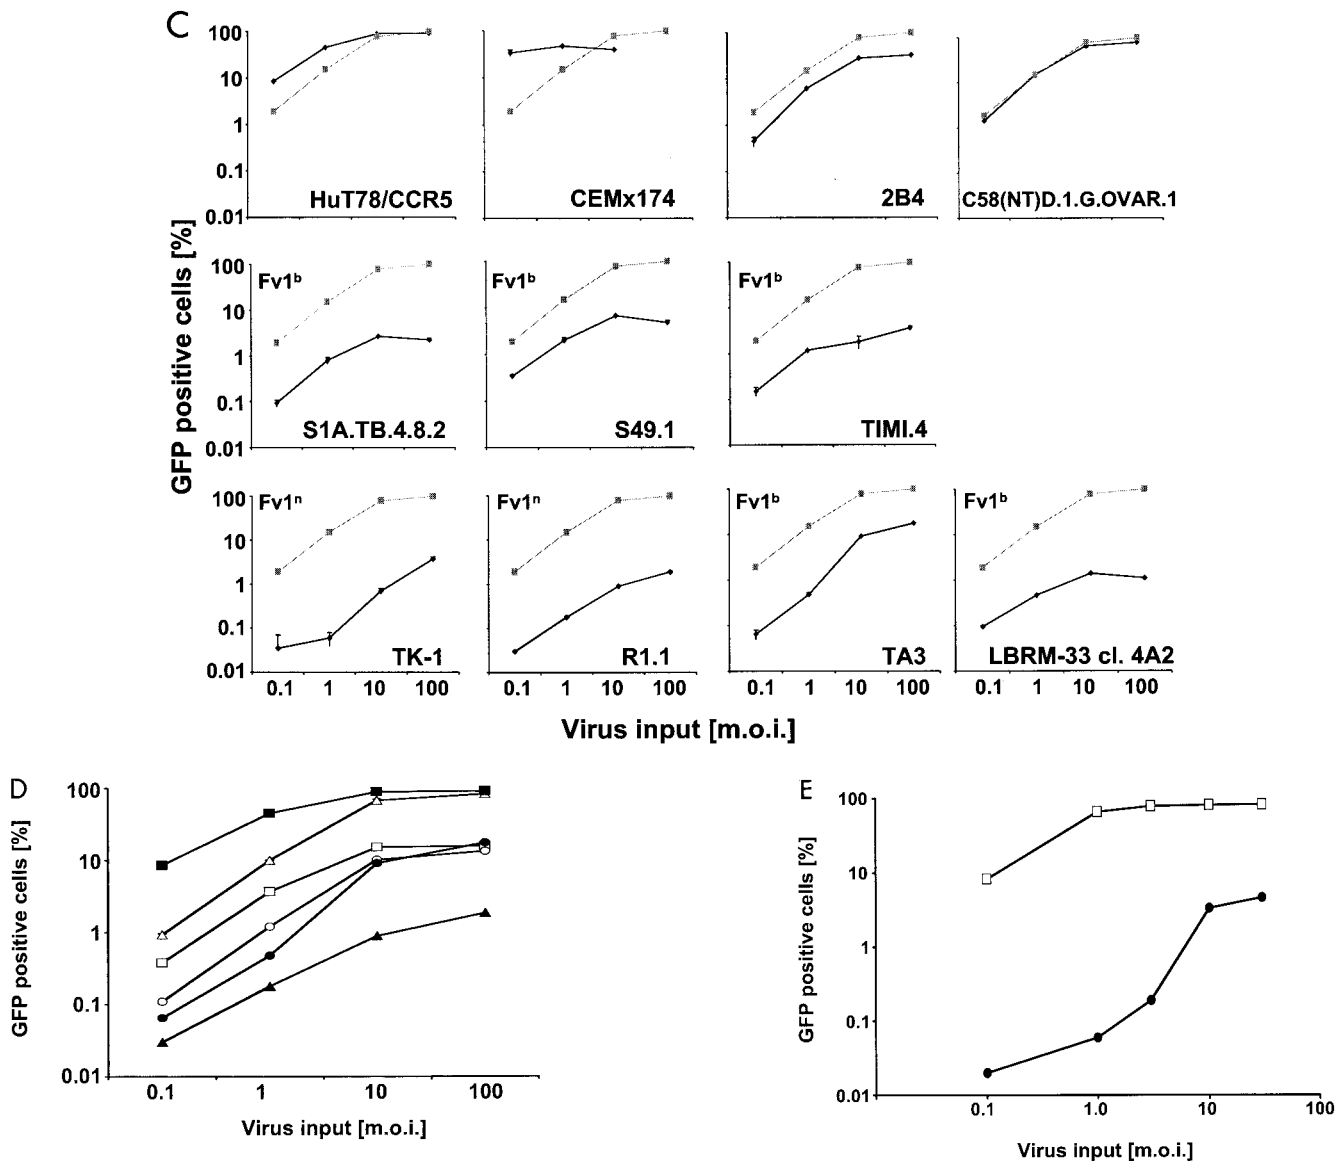 C
100
10
1
0.1
0.01
HuT78/CCR5
CEMx174
2B4
C58(NT)D.1.G.OVAR.1
GFP positive cells [%]
100
10
1
0.1
0.01
Fv1b
S1A.TB.4.8.2
Fv1b
S49.1
Fv1b
TIMI.4
100
10
1
0.1
0.01
Fv1n
TK-1
Fv1n
R1.1
Fv1b
TA3
Fv1b
LBRM-33 cl. 4A2
0.1 1 10 100
0.1 1 10 100
0.1 1 10 100
0.1 1 10 100
Virus input [m.o.i.]
D
GFP positive cells [%]
100
10
1
0.1
0.01
0.1 1 10 100
Virus input [m.o.i.]
E
GFP positive cells [%]
100
10
1
0.1
0.01
0.1 1.0 10 100
Virus input [m.o.i.]